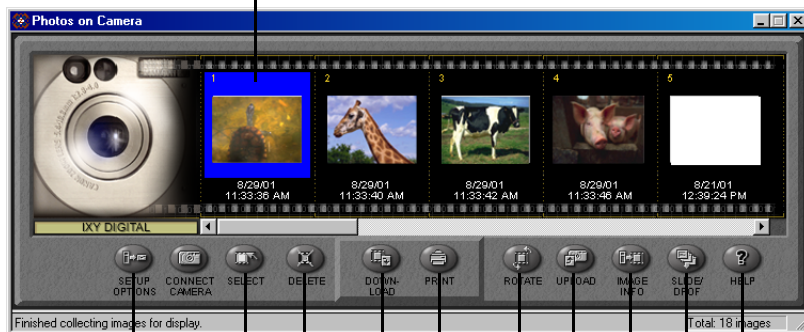 Photos on Camera
1 2 3 4 5
8/29/01 8/29/01 8/29/01 8/29/01 8/21/01
11:33:36 AM 11:33:40 AM 11:33:42 AM 11:33:46 AM 12:39:24 PM
IXY DIGITAL
SETUP OPTIONS
CONNECT CAMERA
SELECT
DELETE
DOWN-LOAD
PRINT
ROTATE
UPLOAD
IMAGE INFO
SLIDE/
HELP
Finished collecting images for display.
Total: 18 images